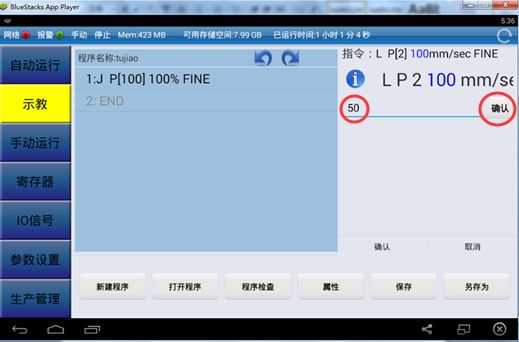 BlueStacks App Player
5:36
网络 报警 手动 停止 Mem:423 MB 可用存储空间:7.99 GB 已运行时间:1 小时 1 分 4 秒
自动运行
示教
手动运行
寄存器
IO信号
参数设置
生产管理
程序名称:tujiao
1:J P[100] 100% FINE
2: END
指令：L P[2] 100mm/sec FINE
L P 2 100 mm/se
50
确认
确认 取消
新建程序 打开程序 程序检查 属性 保存 另存为